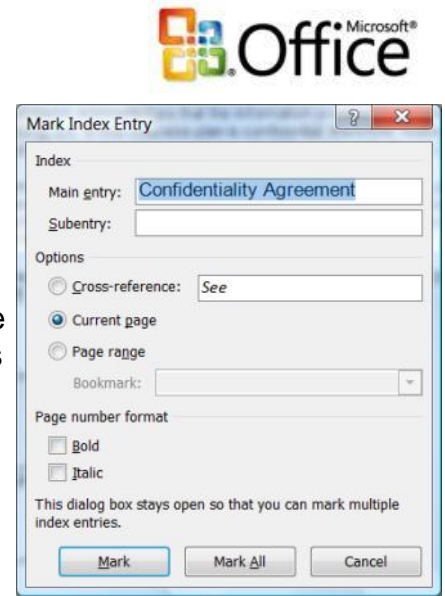 Microsoft®
Office
Mark Index Entry
Index
Main entry: Confidentiality Agreement
Subentry:
Options
Cross-reference: See
Current page
Page range
Bookmark:
Page number format
Bold
Italic
This dialog box stays open so that you can mark multiple
index entries.
Mark Mark All Cancel